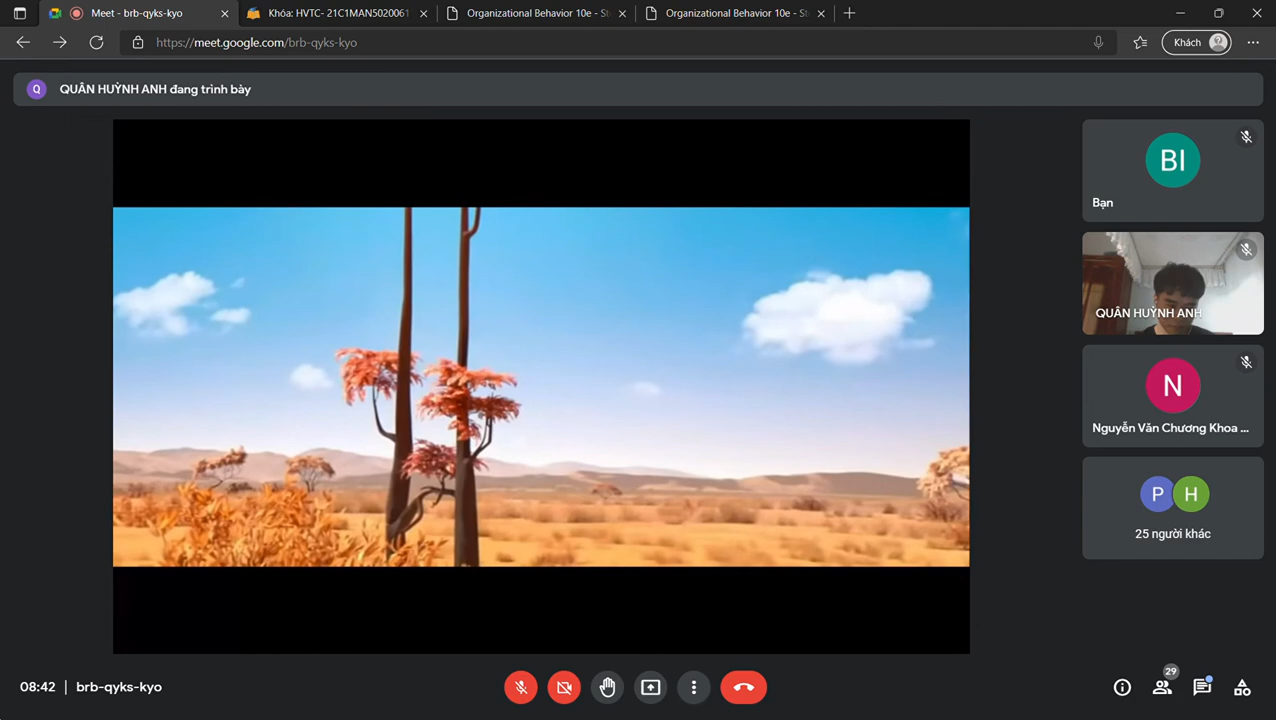 Meet - brb-qyks-kyo
Khóa: HVTC- 21C1MAN5020061
Organizational Behavior 10e - St
Organizational Behavior 10e - St
https://meet.google.com/brb-qyks-kyo
Khách
Q
QUÂN HUỲNH ANH đang trình bày
BI
Bạn
QUÂN HUỲNH ANH
N
Nguyễn Văn Chương Khoa ...
P H
25 người khác
08:42 | brb-qyks-kyo
29